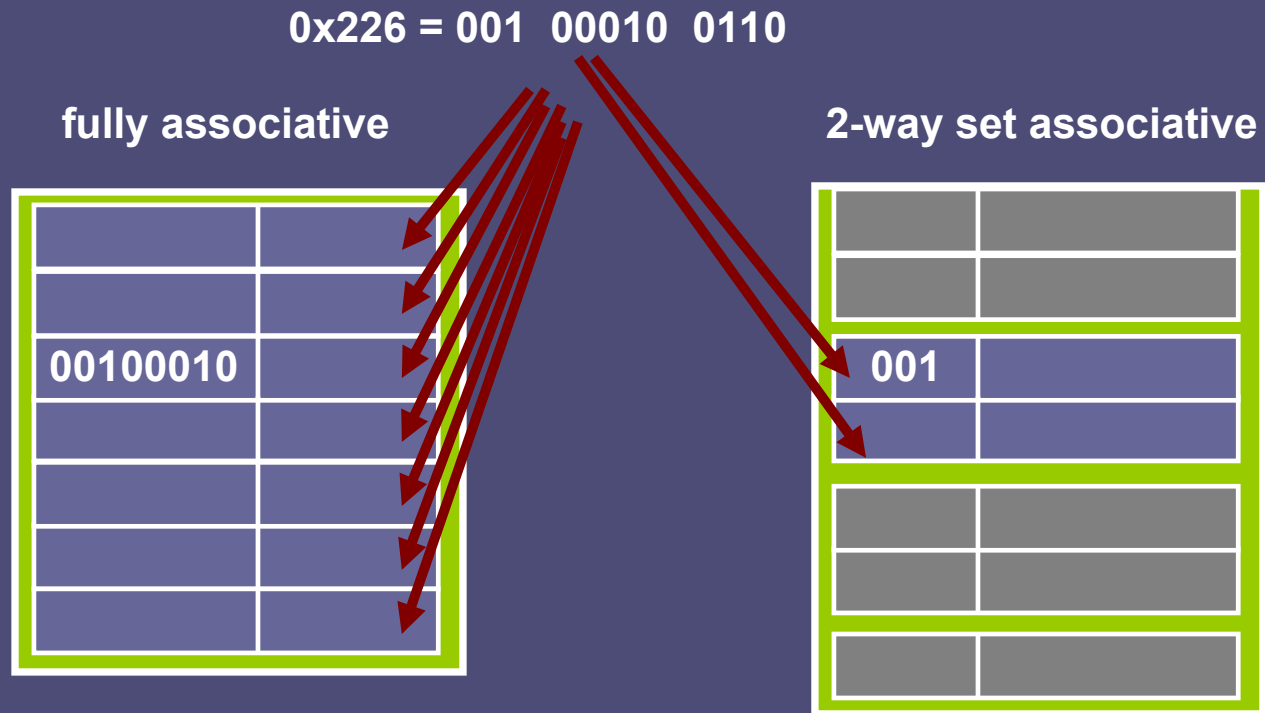 0x226 = 001 00010 0110
fully associative
2-way set associative
00100010
001